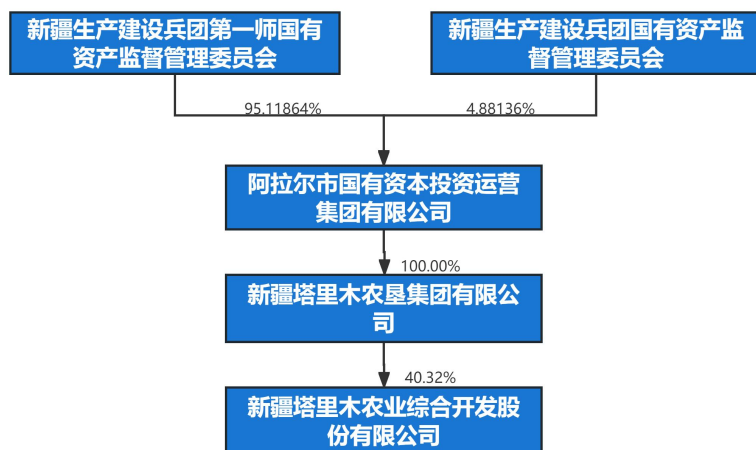 新疆生产建设兵团第一师国有
资产监督管理委员会
新疆生产建设兵团国有资产监
督管理委员会
95.11864%
4.88136%
阿拉尔市国有资本投资运营
集团有限公司
100.00%
新疆塔里木农垦集团有限公
司
40.32%
新疆塔里木农业综合开发股
份有限公司